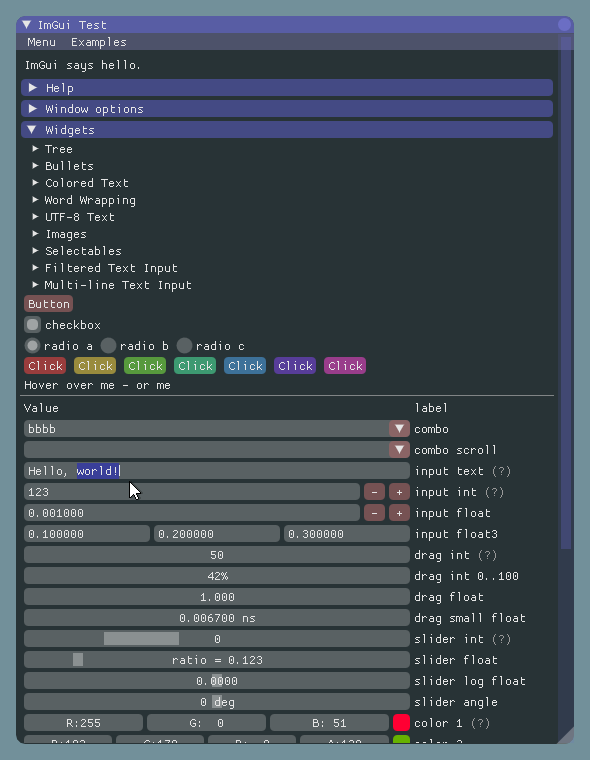 ImGui Test
Menu Examples
ImGui says hello.
Help
Window options
Widgets
Tree
Bullets
Colored Text
Word Wrapping
UTF-8 Text
Images
Selectables
Filtered Text Input
Multi-line Text Input
Button
checkbox
radio a radio b radio c
Click Click Click Click Click Click Click
Hover over me - or me
Value label
bbbb combo
combo scroll
Hello, world! input text (?)
123 - + input int (?)
0.001000 - + input float
0.100000 0.200000 0.300000 input float3
50 drag int (?)
42% drag int 0..100
1.000 drag float
0.006700 ns drag small float
0 slider int (?)
ratio = 0.123 slider float
0.0000 slider log float
0 deg slider angle
R:255 G: 0 B: 51 color 1 (?)